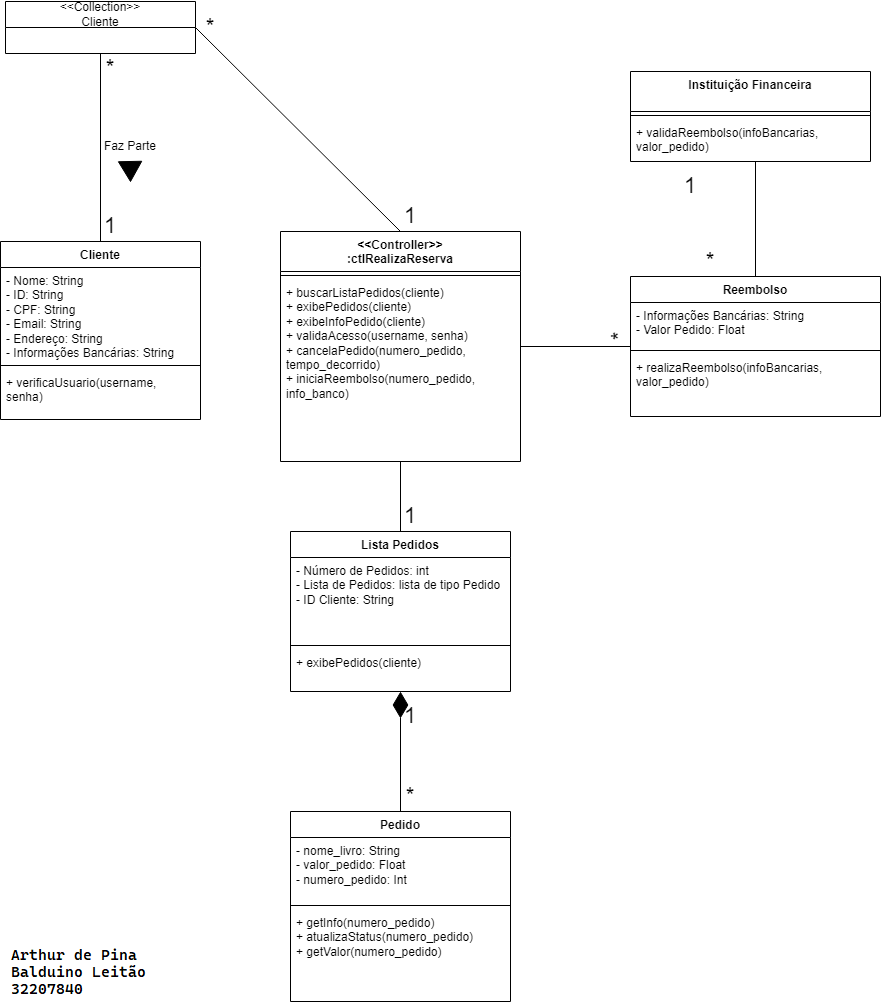 <<Collection>>
Cliente
*
*
Faz Parte
1
Cliente
- Nome: String
- ID: String
- CPF: String
- Email: String
- Endereço: String
- Informações Bancárias: String
+ verificaUsuario(username,
senha)
1
<<Controller>>
:ctlRealizaReserva
+ buscarListaPedidos(cliente)
+ exibePedidos(cliente)
+ exibeInfoPedido(cliente)
+ validaAcesso(username, senha)
+ cancelaPedido(numero_pedido,
tempo_decorrido)
+ iniciaReembolso(numero_pedido,
info_banco)
Instituição Financeira
+ validaReembolso(infoBancarias,
valor_pedido)
1
*
*
Reembolso
- Informações Bancárias: String
- Valor Pedido: Float
+ realizaReembolso(infoBancarias,
valor_pedido)
1
Lista Pedidos
- Número de Pedidos: int
- Lista de Pedidos: lista de tipo Pedido
- ID Cliente: String
+ exibePedidos(cliente)
1
*
Pedido
- nome_livro: String
- valor_pedido: Float
- numero_pedido: Int
+ getInfo(numero_pedido)
+ atualizaStatus(numero_pedido)
+ getValor(numero_pedido)
Arthur de Pina
Balduino Leitão
32207840